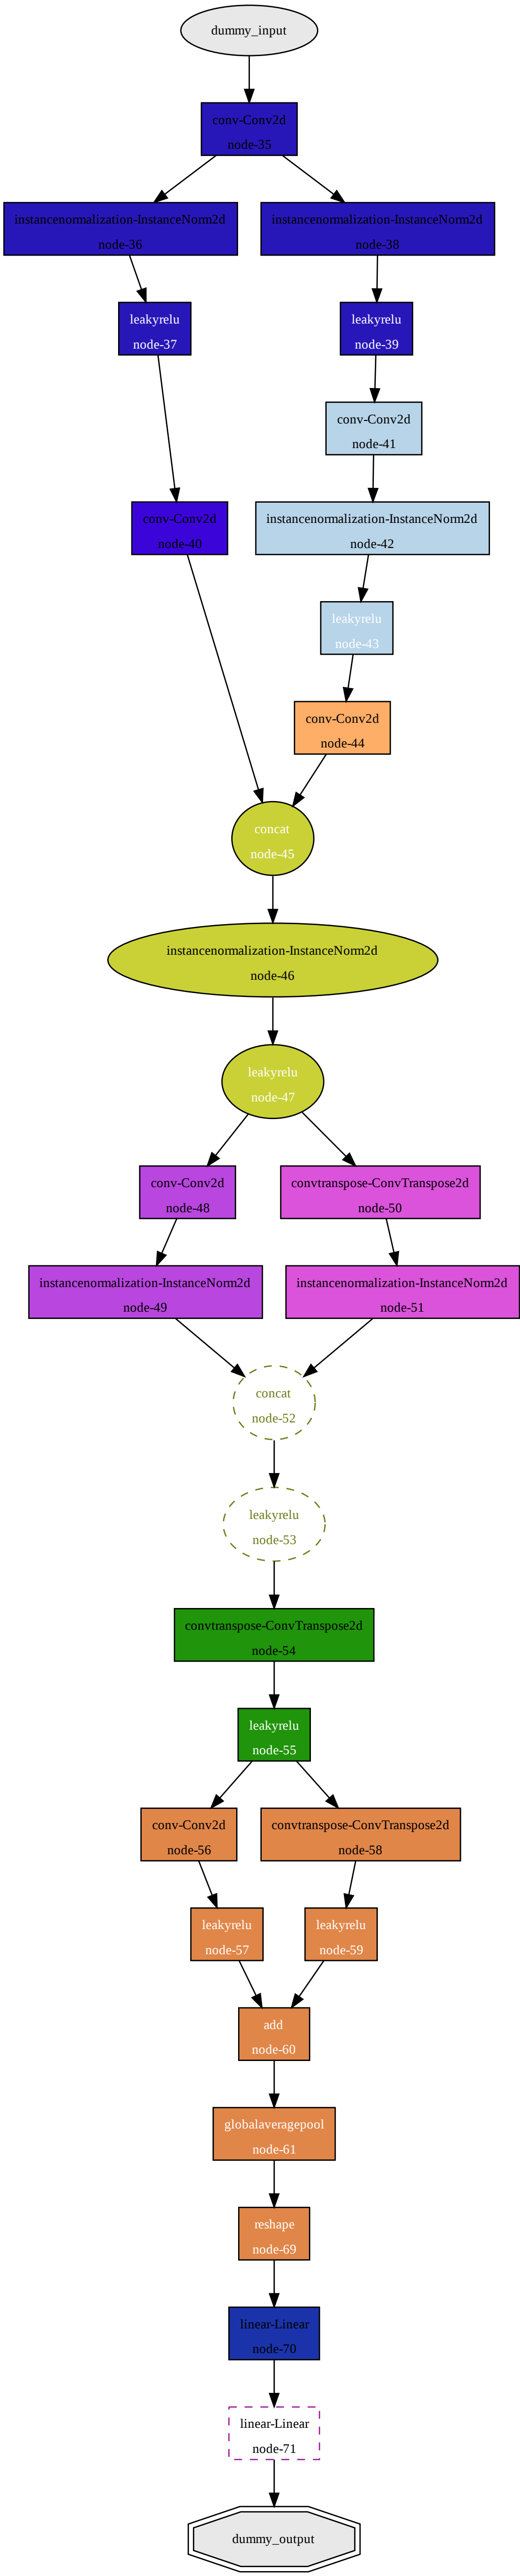 dummy_input
conv-Conv2d
node-35
instancenormalization-InstanceNorm2d
node-36
instancenormalization-InstanceNorm2d
node-38
leakyrelu
node-37
leakyrelu
node-39
conv-Conv2d
node-41
conv-Conv2d
node-40
instancenormalization-InstanceNorm2d
node-42
leakyrelu
node-43
conv-Conv2d
node-44
concat
node-45
instancenormalization-InstanceNorm2d
node-46
leakyrelu
node-47
conv-Conv2d
node-48
convtranspose-ConvTranspose2d
node-50
instancenormalization-InstanceNorm2d
node-49
instancenormalization-InstanceNorm2d
node-51
concat
node-52
leakyrelu
node-53
convtranspose-ConvTranspose2d
node-54
leakyrelu
node-55
conv-Conv2d
node-56
convtranspose-ConvTranspose2d
node-58
leakyrelu
node-57
leakyrelu
node-59
add
node-60
globalaveragepool
node-61
reshape
node-69
linear-Linear
node-70
linear-Linear
node-71
dummy_output